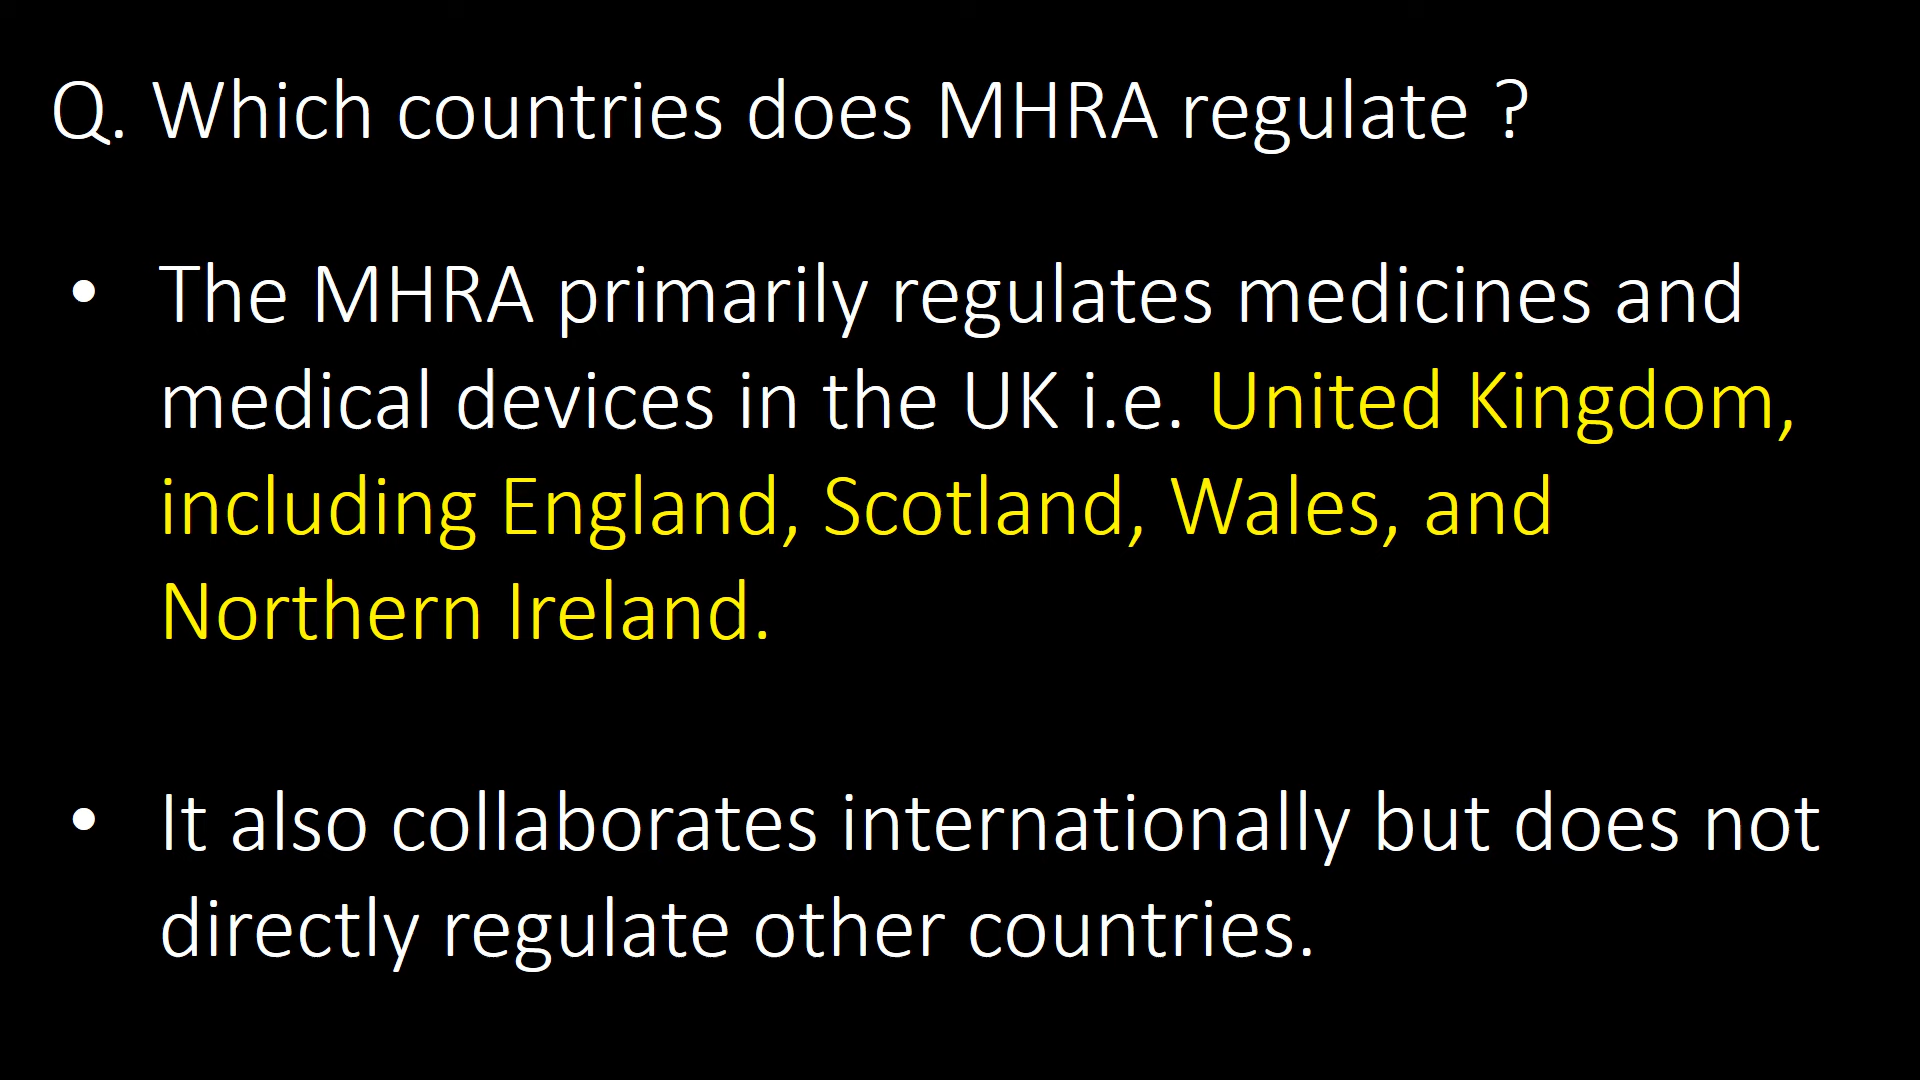 Q. Which countries does MHRA regulate ?
• The MHRA primarily regulates medicines and
medical devices in the UK i.e. United Kingdom,
including England, Scotland, Wales, and
Northern Ireland.
• It also collaborates internationally but does not
directly regulate other countries.